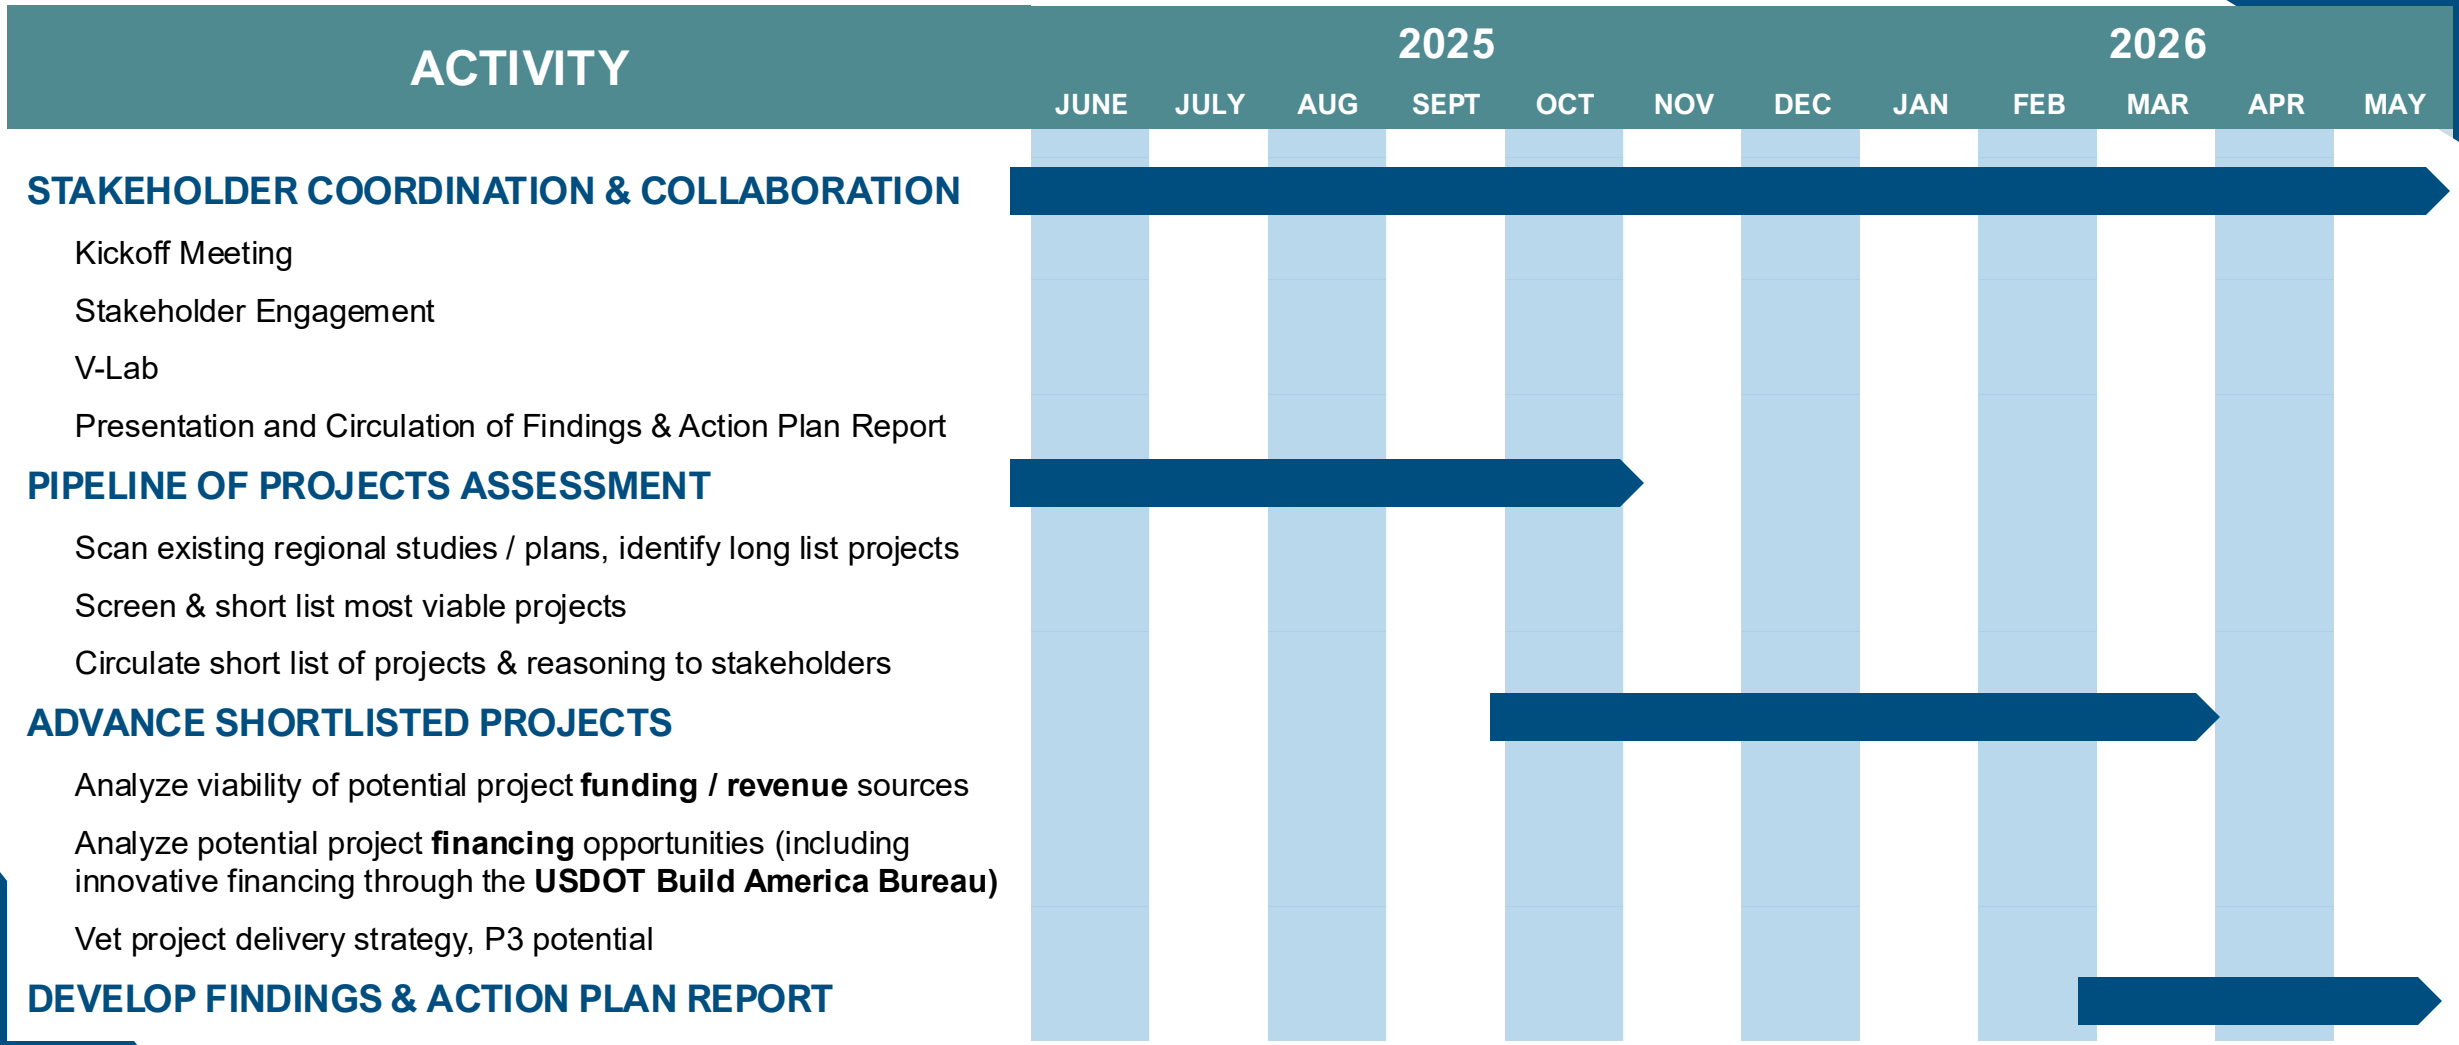 ACTIVITY
2025 2026
JUNE JULY AUG SEPT OCT NOV DEC JAN FEB MAR APR MAY
STAKEHOLDER COORDINATION & COLLABORATION
Kickoff Meeting
Stakeholder Engagement
V-Lab
Presentation and Circulation of Findings & Action Plan Report
PIPELINE OF PROJECTS ASSESSMENT
Scan existing regional studies / plans, identify long list projects
Screen & short list most viable projects
Circulate short list of projects & reasoning to stakeholders
ADVANCE SHORTLISTED PROJECTS
Analyze viability of potential project funding / revenue sources
Analyze potential project financing opportunities (including
innovative financing through the USDOT Build America Bureau)
Vet project delivery strategy, P3 potential
DEVELOP FINDINGS & ACTION PLAN REPORT